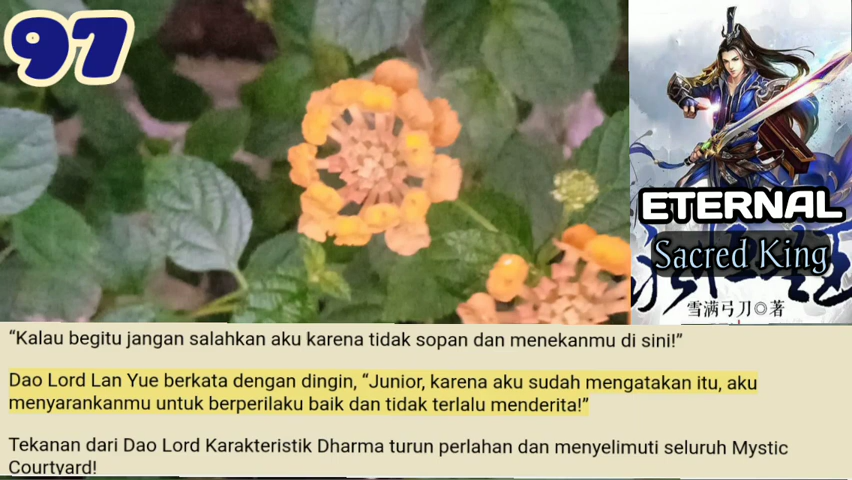 97
ETERNAL
Sacred King
雪满弓刀◎著
“Kalau begitu jangan salahkan aku karena tidak sopan dan menekanmu di sini!”
Dao Lord Lan Yue berkata dengan dingin, “Junior, karena aku sudah mengatakan itu, aku
menyarankanmu untuk berperilaku baik dan tidak terlalu menderita!”
Tekanan dari Dao Lord Karakteristik Dharma turun perlahan dan menyelimuti seluruh Mystic
Courtyard!